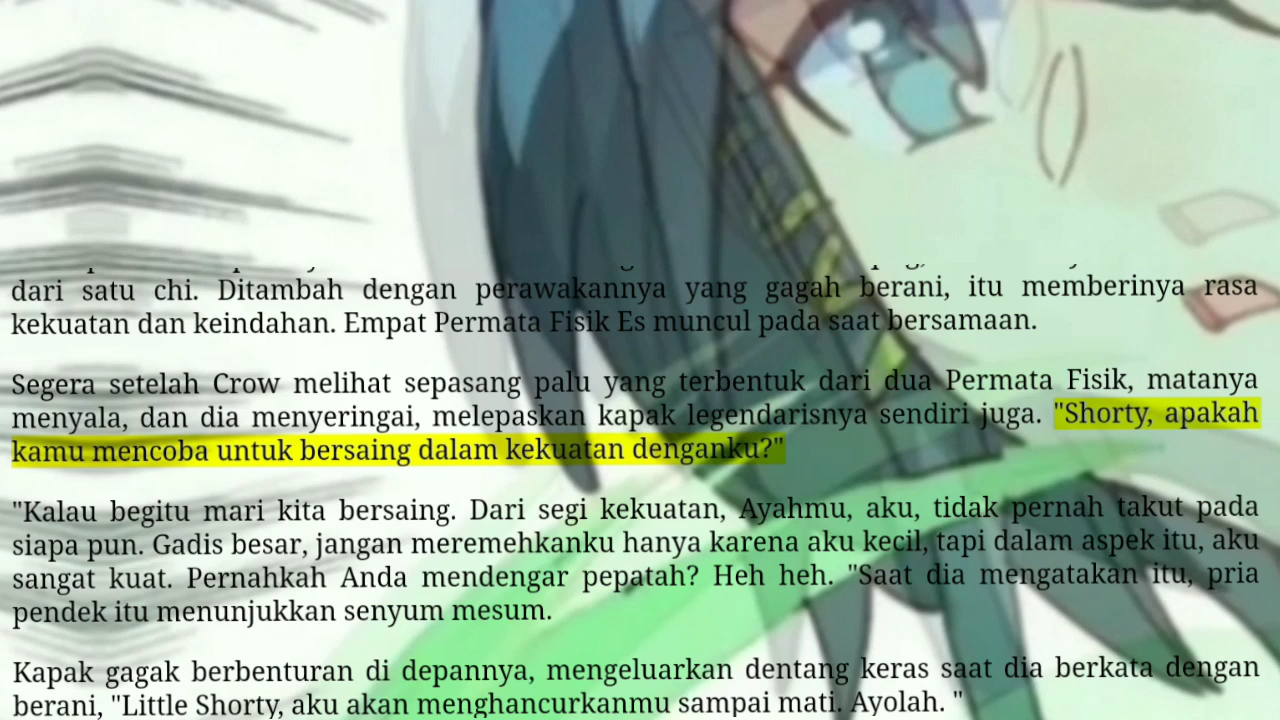 dari satu chi. Ditambah dengan perawakannya yang gagah berani, itu memberinya rasa
kekuatan dan keindahan. Empat Permata Fisik Es muncul pada saat bersamaan.
Segera setelah Crow melihat sepasang palu yang terbentuk dari dua Permata Fisik, matanya
menyala, dan dia menyeringai, melepaskan kapak legendarisnya sendiri juga. "Shorty, apakah
kamu mencoba untuk bersaing dalam kekuatan denganku?"
"Kalau begitu mari kita bersaing. Dari segi kekuatan, Ayahmu, aku, tidak pernah takut pada
siapa pun. Gadis besar, jangan meremehkanku hanya karena aku kecil, tapi dalam aspek itu, aku
sangat kuat. Pernahkah Anda mendengar pepatah? Heh heh. "Saat dia mengatakan itu, pria
pendek itu menunjukkan senyum mesum.
Kapak gagak berbenturan di depannya, mengeluarkan dentang keras saat dia berkata dengan
berani, "Little Shorty, aku akan menghancurkanmu sampai mati. Ayolah. "